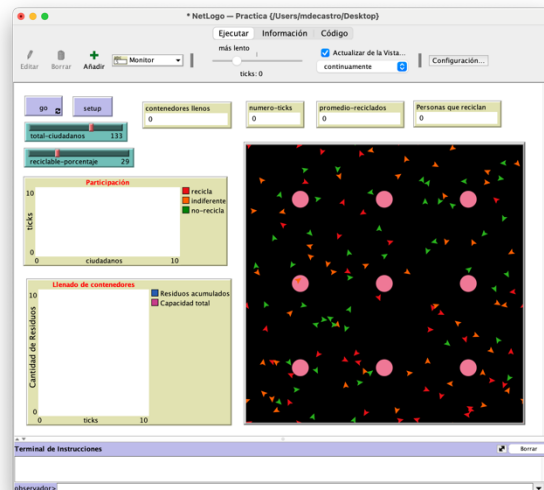 * NetLogo — Practica {/Users/mdecastro/Desktop}
Ejecutar Información Código
Editar Borrar Añadir
Monitor
más lento
ticks: 0
Actualizar de la Vista...
continuamente
Configuración...
go
setup
contenedores llenos
0
numero-ticks
0
promedio-reciclados
0
Personas que reciclan
0
total-ciudadanos 133
reciclable-porcentaje 29
Participación
10
ticks
0
0 ciudadanos 10
recicla
indiferente
no-recicla
Llenado de contenedores
10
Cantidad de Residuos
0
0 ticks 10
Residuos acumulados
Capacidad total
Terminal de Instrucciones
Borrar
observador>